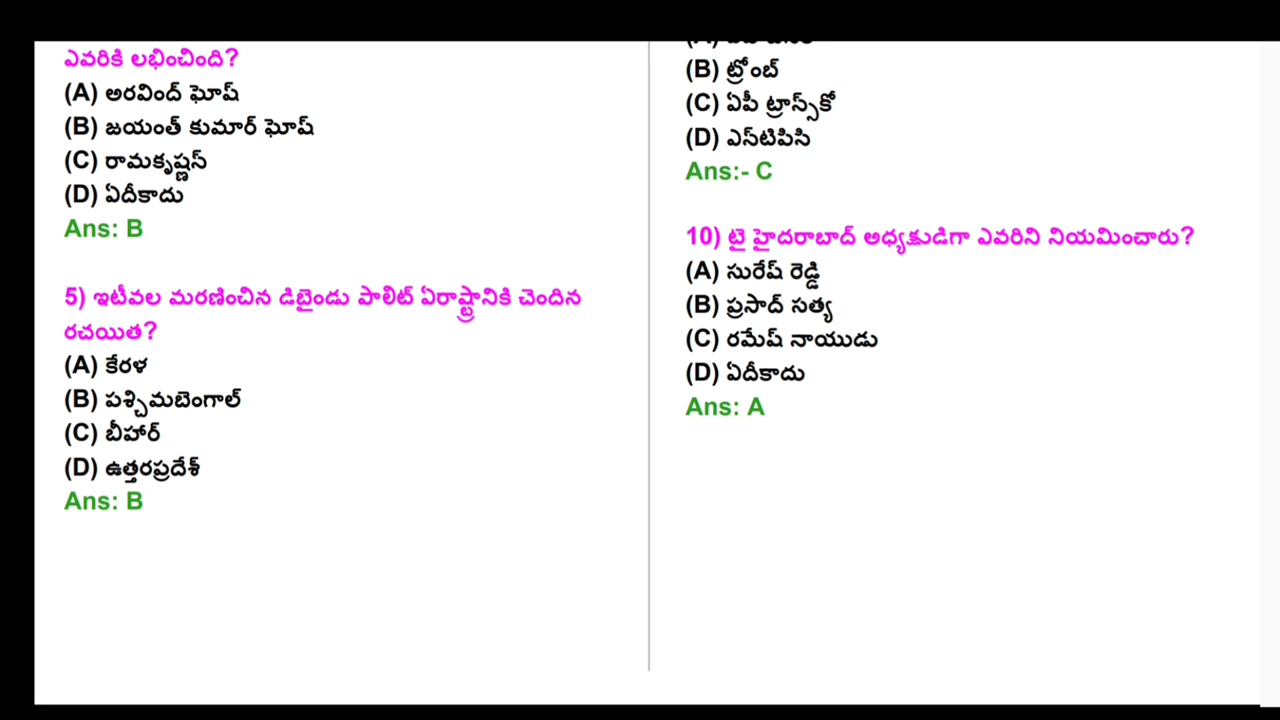 ఎవరికి లభించింది?
(A) అరవింద్ ఘోష్
(B) జయంత్ కుమార్ ఘోష్
(C) రామకృష్ణస్
(D) ఏదీకాదు
Ans: B
5) ఇటీవల మరణించిన డిబైండు పాలిట్ ఏరాష్ట్రానికి చెందిన
రచయిత?
(A) కేరళ
(B) పశ్చిమబెంగాల్
(C) బీహార్
(D) ఉత్తరప్రదేశ్
Ans: B
(B) ట్రోంబ్
(C) ఏపీ ట్రాస్స్‌కో
(D) ఎస్‌టిపిసి
Ans:- C
10) టై హైదరాబాద్ అధ్యక్షుడిగా ఎవరిని నియమించారు?
(A) సురేష్ రెడ్డి
(B) ప్రసాద్ సత్య
(C) రమేష్ నాయుడు
(D) ఏదీకాదు
Ans: A